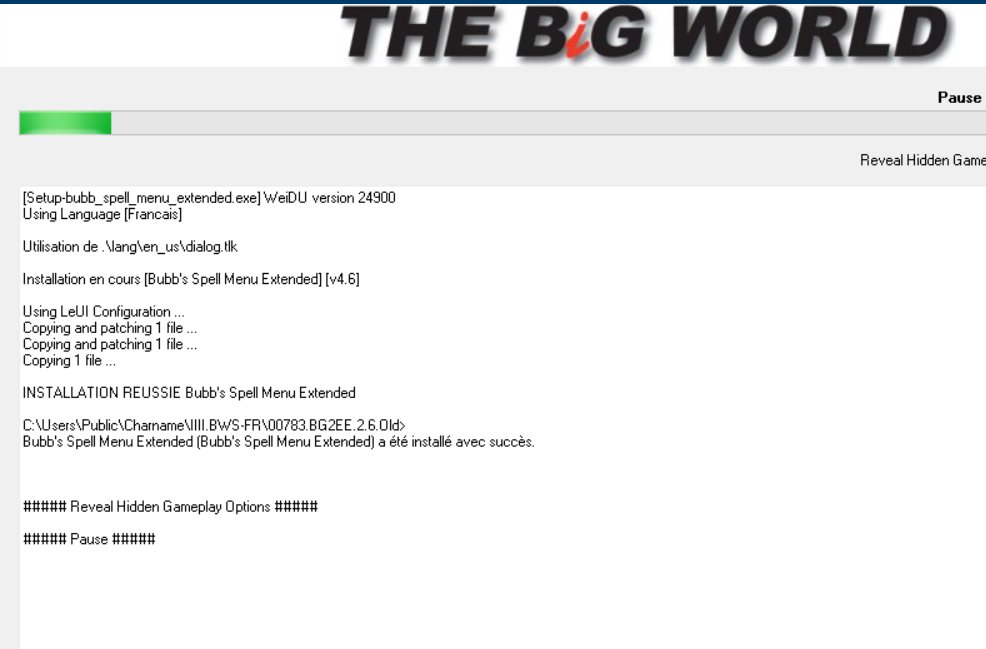 THE BiG WORLD
Pause
Reveal Hidden Game
[Setup-bubb_spell_menu_extended.exe] WeiDU version 24900
Using Language [Francais]
Utilisation de .\lang\en_us\dialog.tlk
Installation en cours [Bubb's Spell Menu Extended] [v4.6]
Using LeUI Configuration ...
Copying and patching 1 file ...
Copying and patching 1 file ...
Copying 1 file ...
INSTALLATION REUSSIE Bubb's Spell Menu Extended
C:\Users\Public\Charname\IIII.BWS-FR\00783.BG2EE.2.6.Old>
Bubb's Spell Menu Extended (Bubb's Spell Menu Extended) a été installé avec succès.
##### Reveal Hidden Gameplay Options #####
##### Pause #####